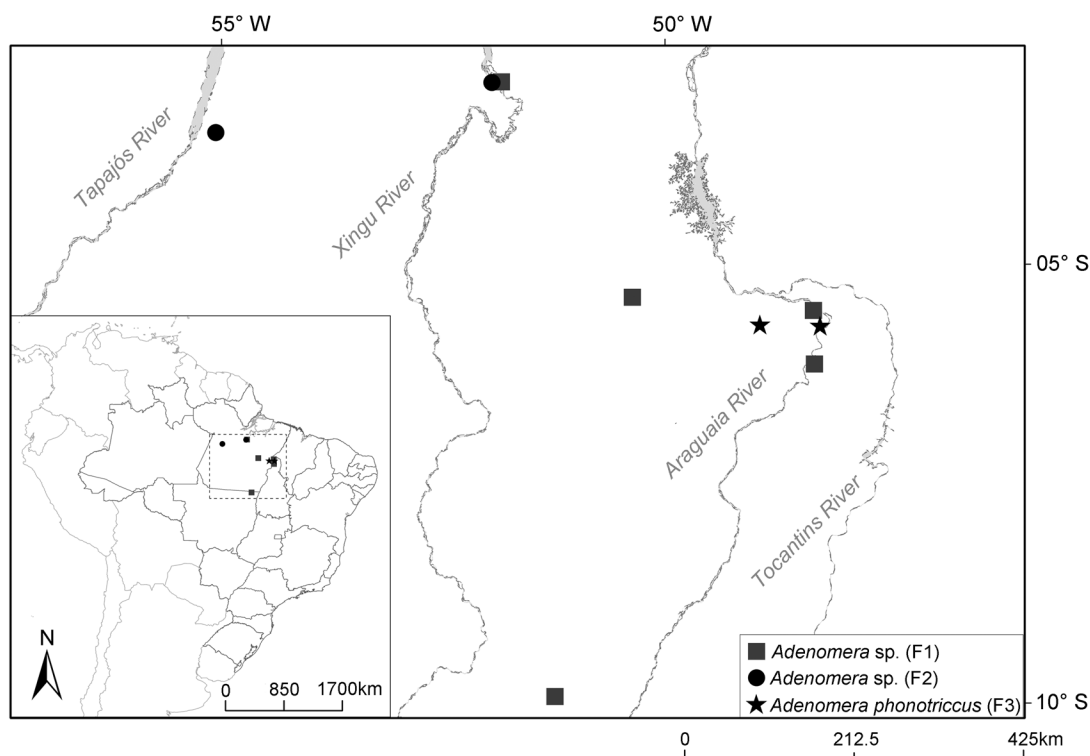 55° W
50° W
Tapajós River
Xingu River
05° S
Araguaia River
Tocantins River
N
0 850 1700km
Adenomera sp. (F1)
Adenomera sp. (F2)
Adenomera phonotriccus (F3)
10° S
0 212.5 425km